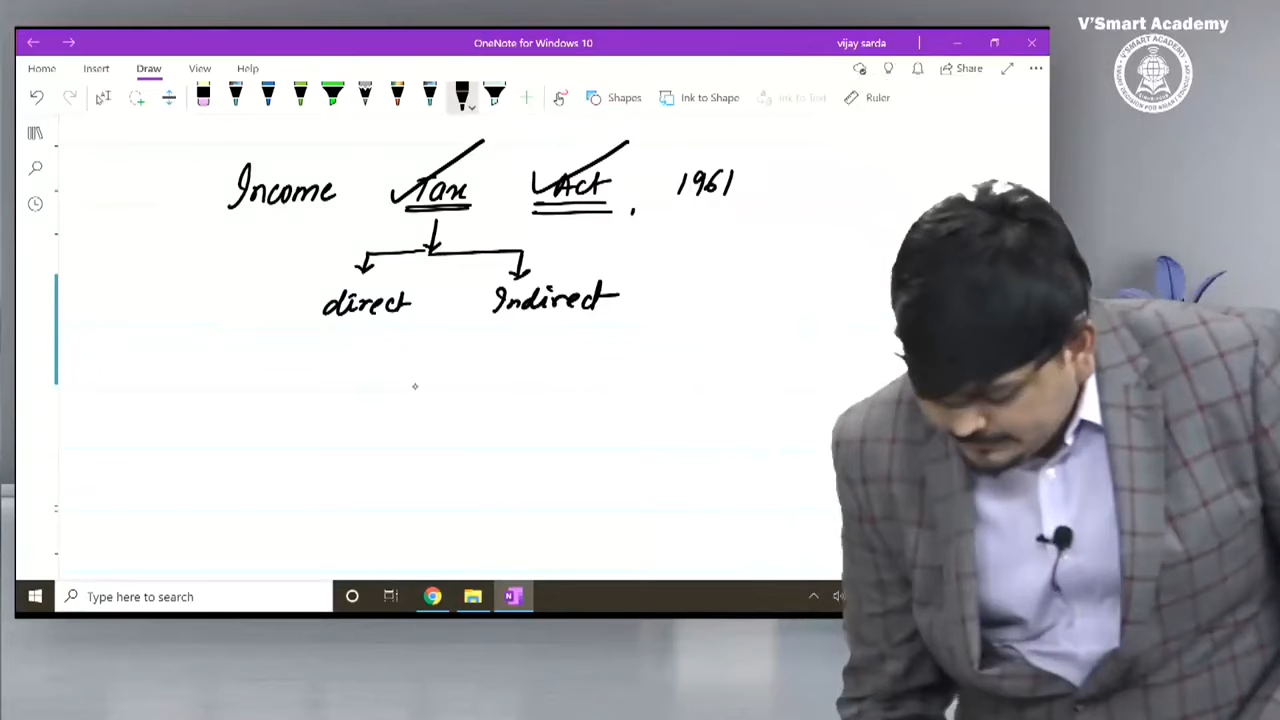 V'Smart Academy
OneNote for Windows 10
vijay sarda
Home Insert Draw View Help
Share
Shapes Ink to Shape Ink to Text Ruler
Income Tax Act. 1961
direct Indirect
Type here to search